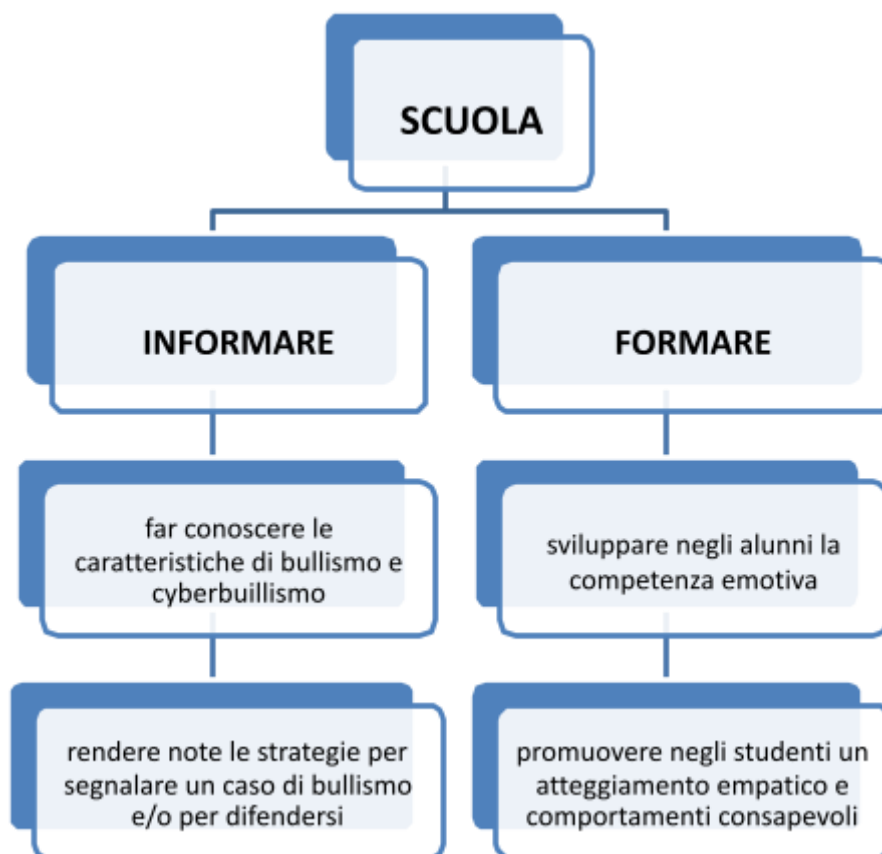 SCUOLA
INFORMARE
FORMARE
far conoscere le
caratteristiche di bullismo e
cyberbuillismo
sviluppare negli alunni la
competenza emotiva
rendere note le strategie per
segnalare un caso di bullismo
e/o per difendersi
promuovere negli studenti un
atteggiamento empatico e
comportamenti consapevoli